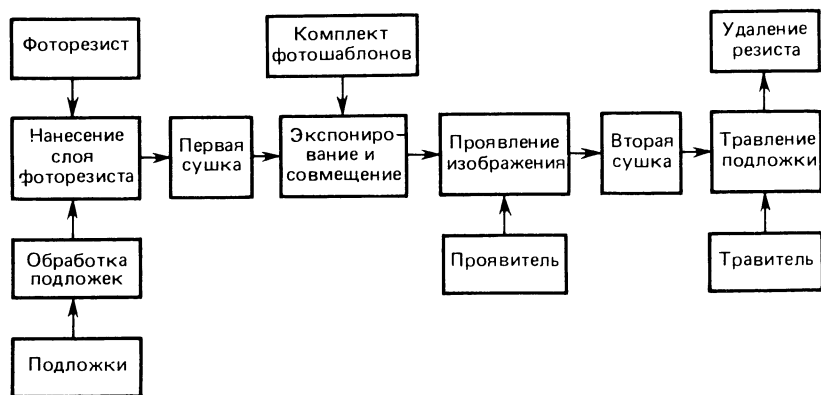 Фоторезист
Комплект
фотошаблонов
Удаление
резиста
Нанесение
слоя
фоторезиста
Первая
сушка
Экспониро-
вание и
совмещение
Проявление
изображения
Вторая
сушка
Травление
подложки
Обработка
подложек
Проявитель
Травитель
Подложки